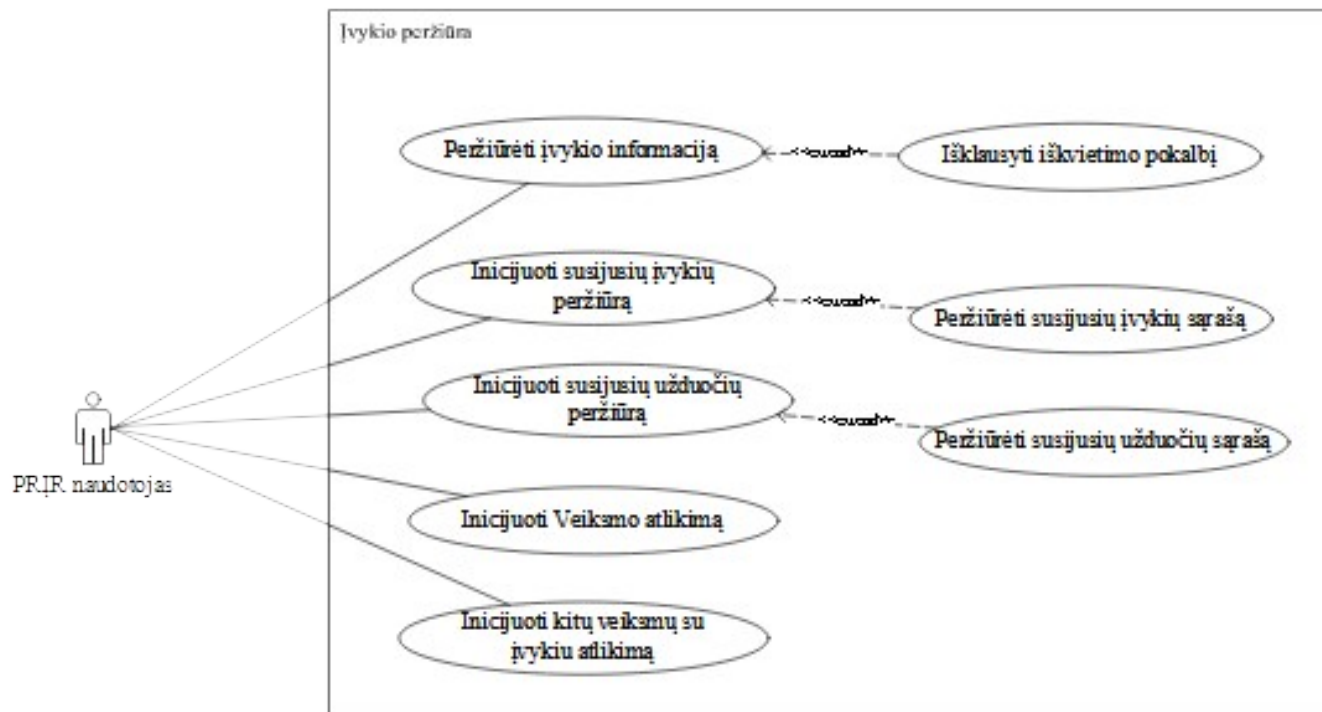 Įvykio peržiūra
Peržiūrėti įvykio informaciją
Išklausyti iškvietimo pokalbį
Inicijuoti susijusių įvykių
peržiūrą
Peržiūrėti susijusių įvykių sąrašą
Inicijuoti susijusių užduočių
peržiūrą
Peržiūrėti susijusių užduočių sąrašą
PRĮR naudotojas
Inicijuoti Veiksmo atlikimą
Inicijuoti kitų veiksmų su
įvykiu atlikimą